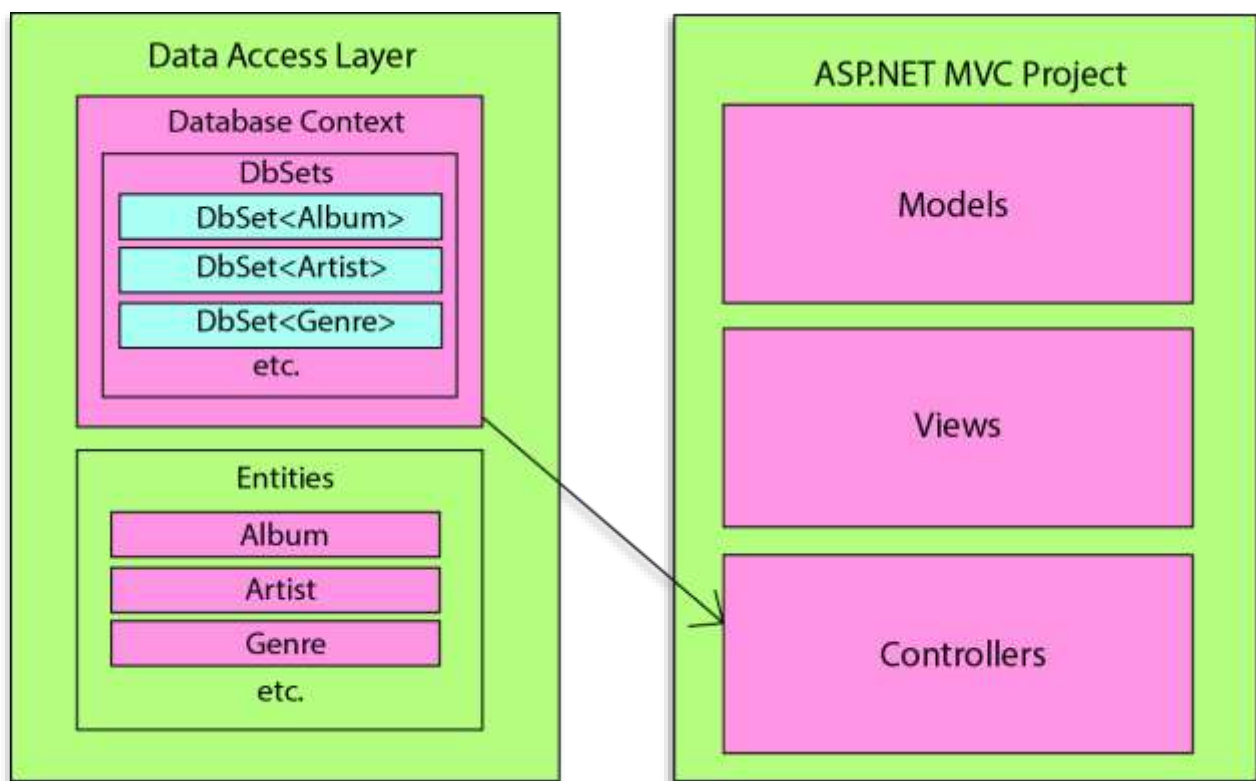 Data Access Layer
Database Context
DbSets
DbSet<Album>
DbSet<Artist>
DbSet<Genre>
etc.
Entities
Album
Artist
Genre
etc.
ASP.NET MVC Project
Models
Views
Controllers